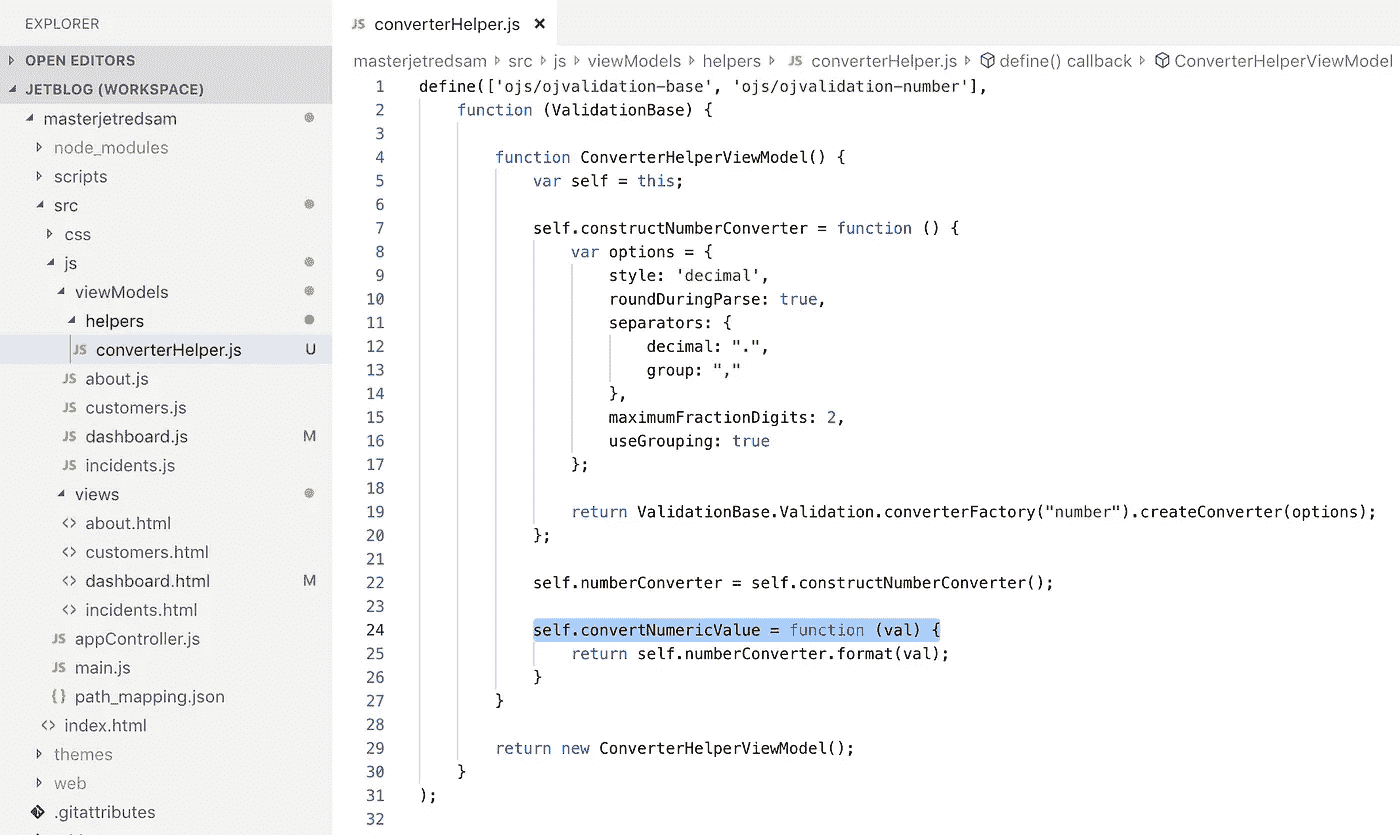 EXPLORER
OPEN EDITORS
JETBLOG (WORKSPACE)
masterjetredsam
node_modules
scripts
src
css
js
viewModels
helpers
JS converterHelper.js U
JS about.js
JS customers.js
JS dashboard.js M
JS incidents.js
views
<> about.html
<> customers.html
<> dashboard.html M
<> incidents.html
JS appController.js
JS main.js
{} path_mapping.json
<> index.html
themes
web
.gitattributes
JS converterHelper.js ×
masterjetredsam src js viewModels helpers JS converterHelper.js define() callback ConverterHelperViewModel
1 define(['ojs/ojvalidation-base', 'ojs/ojvalidation-number'],
2 function (ValidationBase) {
3
4 function ConverterHelperViewModel() {
5 var self = this;
6
7 self.constructNumberConverter = function () {
8 var options = {
9 style: 'decimal',
10 roundDuringParse: true,
11 separators: {
12 decimal: ".",
13 group: ","
14 },
15 maximumFractionDigits: 2,
16 useGrouping: true
17 };
18
19 return ValidationBase.Validation.converterFactory("number").createConverter(options);
20 };
21
22 self.numberConverter = self.constructNumberConverter();
23
24 self.convertNumericValue = function (val) {
25 return self.numberConverter.format(val);
26 }
27 }
28
29 return new ConverterHelperViewModel();
30 }
31 );
32